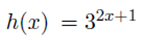 h(x) = 3^{2x+1}